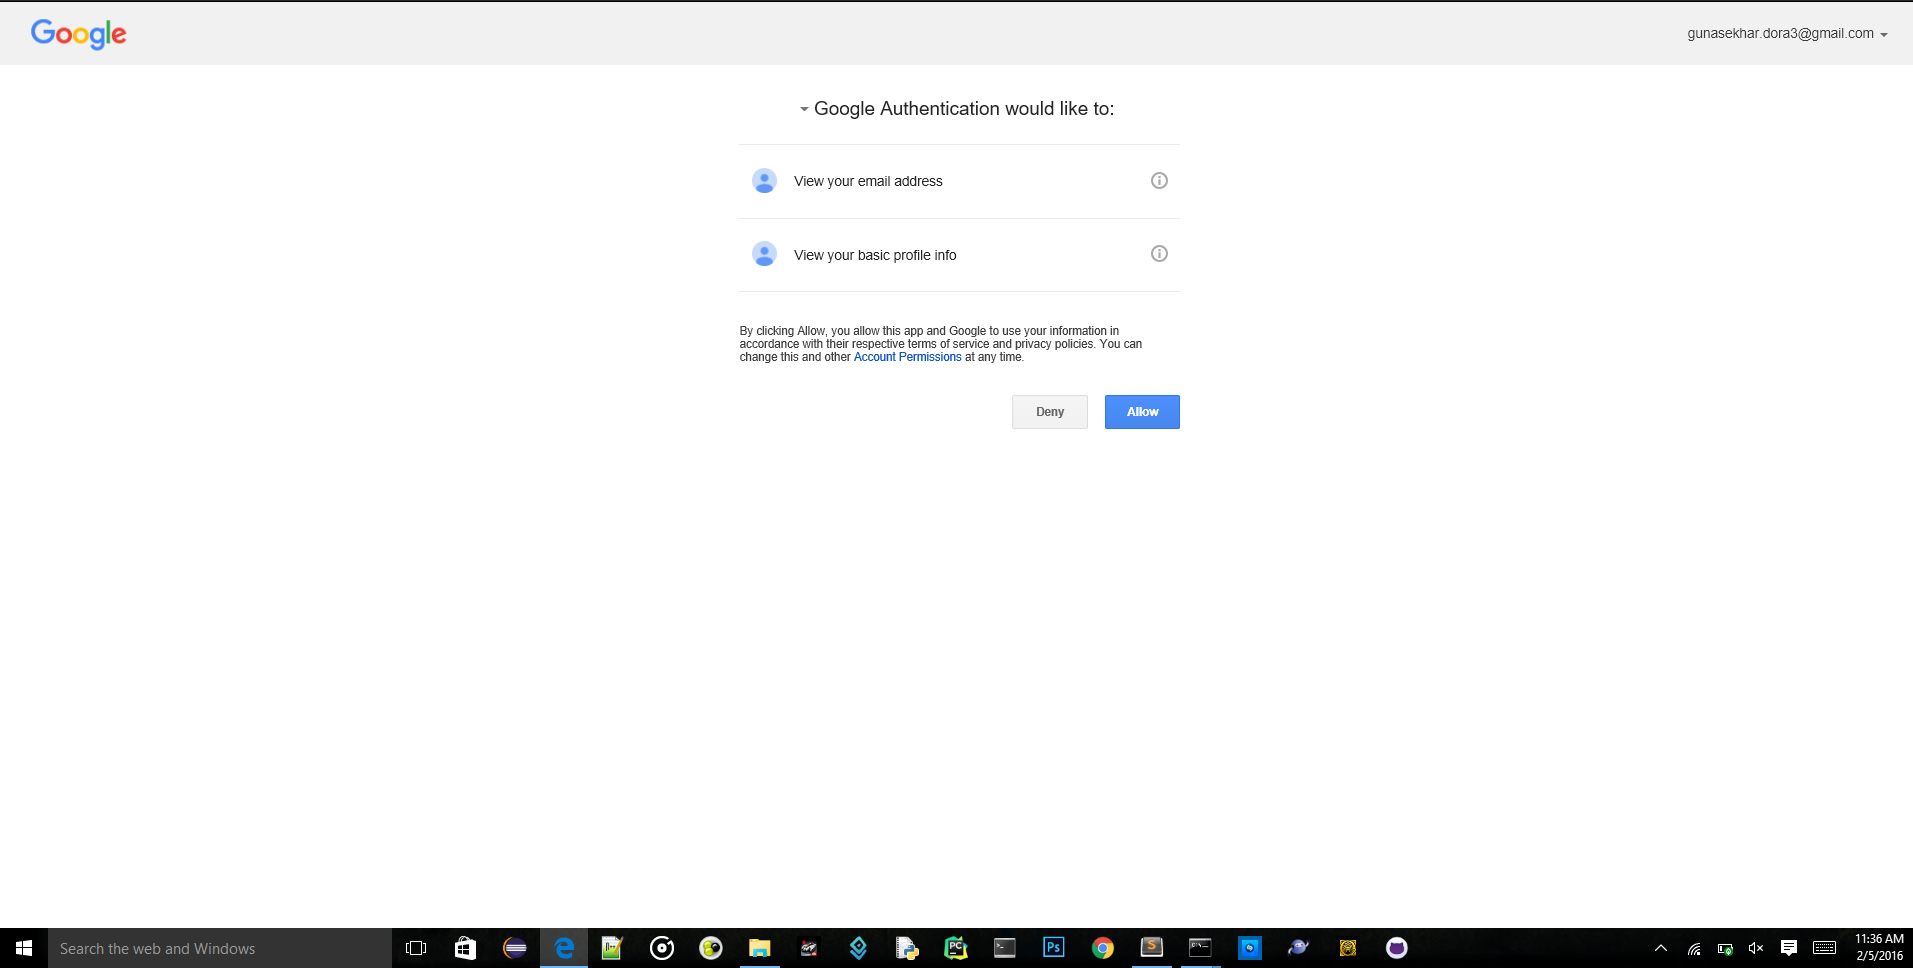 Google
gunasekhar.dora3@gmail.com
Google Authentication would like to:
View your email address
View your basic profile info
By clicking Allow, you allow this app and Google to use your information in
accordance with their respective terms of service and privacy policies. You can
change this and other Account Permissions at any time.
Deny
Allow
Search the web and Windows
PC
Ps
S
11:36 AM
2/5/2016